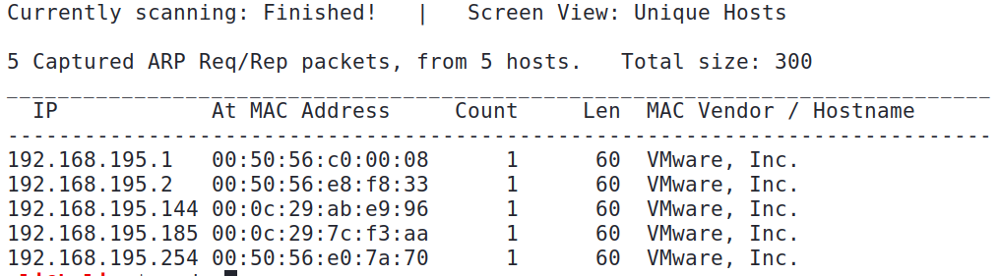 Currently scanning: Finished!   |   Screen View: Unique Hosts
5 Captured ARP Req/Rep packets, from 5 hosts.   Total size: 300
_____________________________________________________________________________
  IP            At MAC Address     Count     Len  MAC Vendor / Hostname
-----------------------------------------------------------------------------
192.168.195.1   00:50:56:c0:00:08      1      60  VMware, Inc.
192.168.195.2   00:50:56:e8:f8:33      1      60  VMware, Inc.
192.168.195.144 00:0c:29:ab:e9:96      1      60  VMware, Inc.
192.168.195.185 00:0c:29:7c:f3:aa      1      60  VMware, Inc.
192.168.195.254 00:50:56:e0:7a:70      1      60  VMware, Inc.